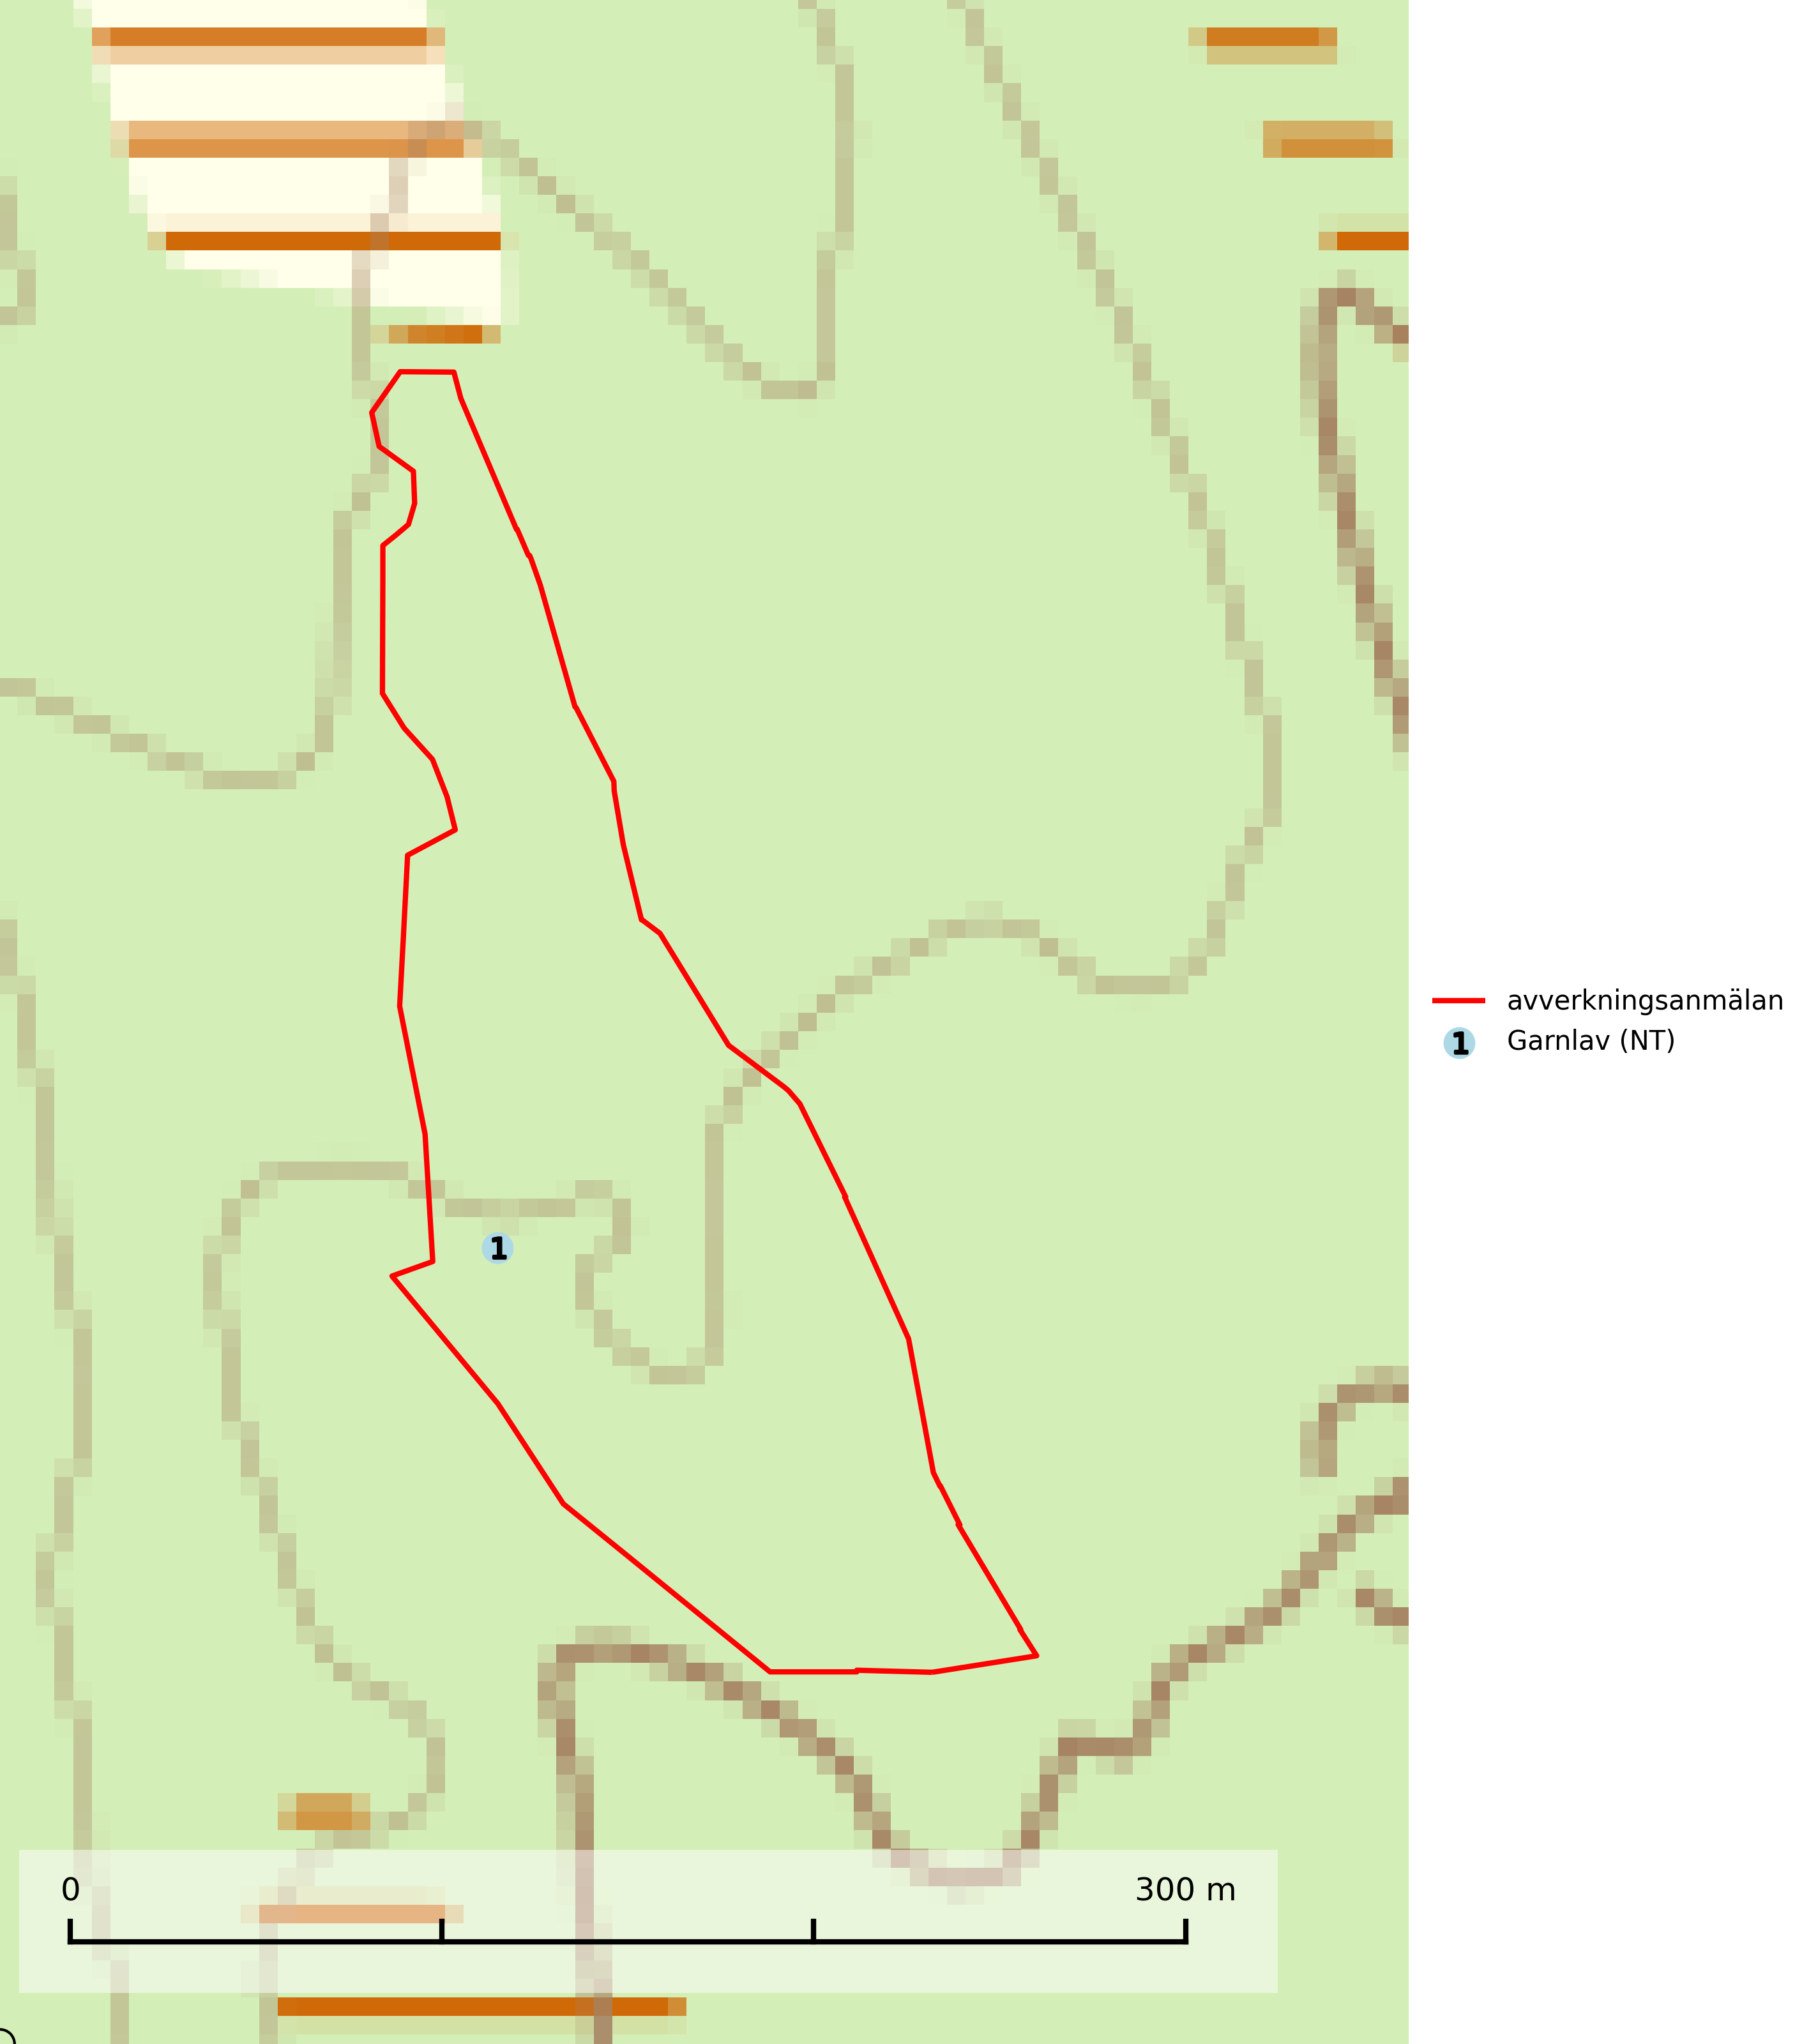 avverkningsanmälan
1 Garnlav (NT)
1
0 300 m